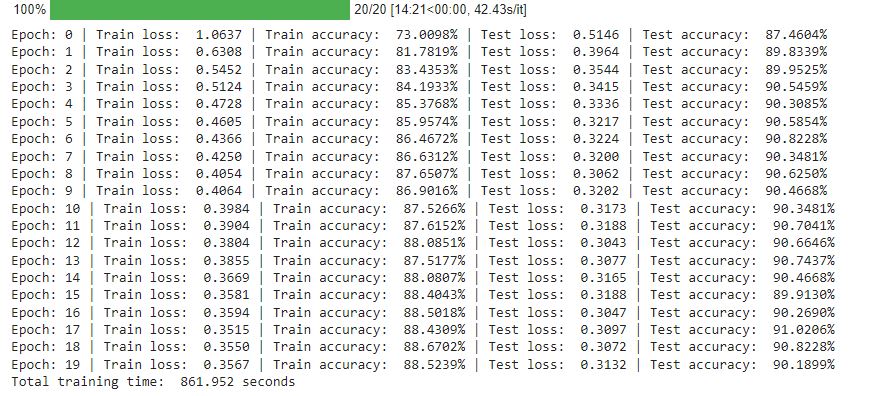 100% 20/20 [14:21<00:00, 42.43s/it]
Epoch: 0 | Train loss: 1.0637 | Train accuracy: 73.0098% | Test loss: 0.5146 | Test accuracy: 87.4604%
Epoch: 1 | Train loss: 0.6308 | Train accuracy: 81.7819% | Test loss: 0.3964 | Test accuracy: 89.8339%
Epoch: 2 | Train loss: 0.5452 | Train accuracy: 83.4353% | Test loss: 0.3544 | Test accuracy: 89.9525%
Epoch: 3 | Train loss: 0.5124 | Train accuracy: 84.1933% | Test loss: 0.3415 | Test accuracy: 90.5459%
Epoch: 4 | Train loss: 0.4728 | Train accuracy: 85.3768% | Test loss: 0.3336 | Test accuracy: 90.3085%
Epoch: 5 | Train loss: 0.4605 | Train accuracy: 85.9574% | Test loss: 0.3217 | Test accuracy: 90.5854%
Epoch: 6 | Train loss: 0.4366 | Train accuracy: 86.4672% | Test loss: 0.3224 | Test accuracy: 90.8228%
Epoch: 7 | Train loss: 0.4250 | Train accuracy: 86.6312% | Test loss: 0.3200 | Test accuracy: 90.3481%
Epoch: 8 | Train loss: 0.4054 | Train accuracy: 87.6507% | Test loss: 0.3062 | Test accuracy: 90.6250%
Epoch: 9 | Train loss: 0.4064 | Train accuracy: 86.9016% | Test loss: 0.3202 | Test accuracy: 90.4668%
Epoch: 10 | Train loss: 0.3984 | Train accuracy: 87.5266% | Test loss: 0.3173 | Test accuracy: 90.3481%
Epoch: 11 | Train loss: 0.3904 | Train accuracy: 87.6152% | Test loss: 0.3188 | Test accuracy: 90.7041%
Epoch: 12 | Train loss: 0.3804 | Train accuracy: 88.0851% | Test loss: 0.3043 | Test accuracy: 90.6646%
Epoch: 13 | Train loss: 0.3855 | Train accuracy: 87.5177% | Test loss: 0.3077 | Test accuracy: 90.7437%
Epoch: 14 | Train loss: 0.3669 | Train accuracy: 88.0807% | Test loss: 0.3165 | Test accuracy: 90.4668%
Epoch: 15 | Train loss: 0.3581 | Train accuracy: 88.4043% | Test loss: 0.3188 | Test accuracy: 89.9130%
Epoch: 16 | Train loss: 0.3594 | Train accuracy: 88.5018% | Test loss: 0.3047 | Test accuracy: 90.2690%
Epoch: 17 | Train loss: 0.3515 | Train accuracy: 88.4309% | Test loss: 0.3097 | Test accuracy: 91.0206%
Epoch: 18 | Train loss: 0.3550 | Train accuracy: 88.6702% | Test loss: 0.3072 | Test accuracy: 90.8228%
Epoch: 19 | Train loss: 0.3567 | Train accuracy: 88.5239% | Test loss: 0.3132 | Test accuracy: 90.1899%
Total training time: 861.952 seconds